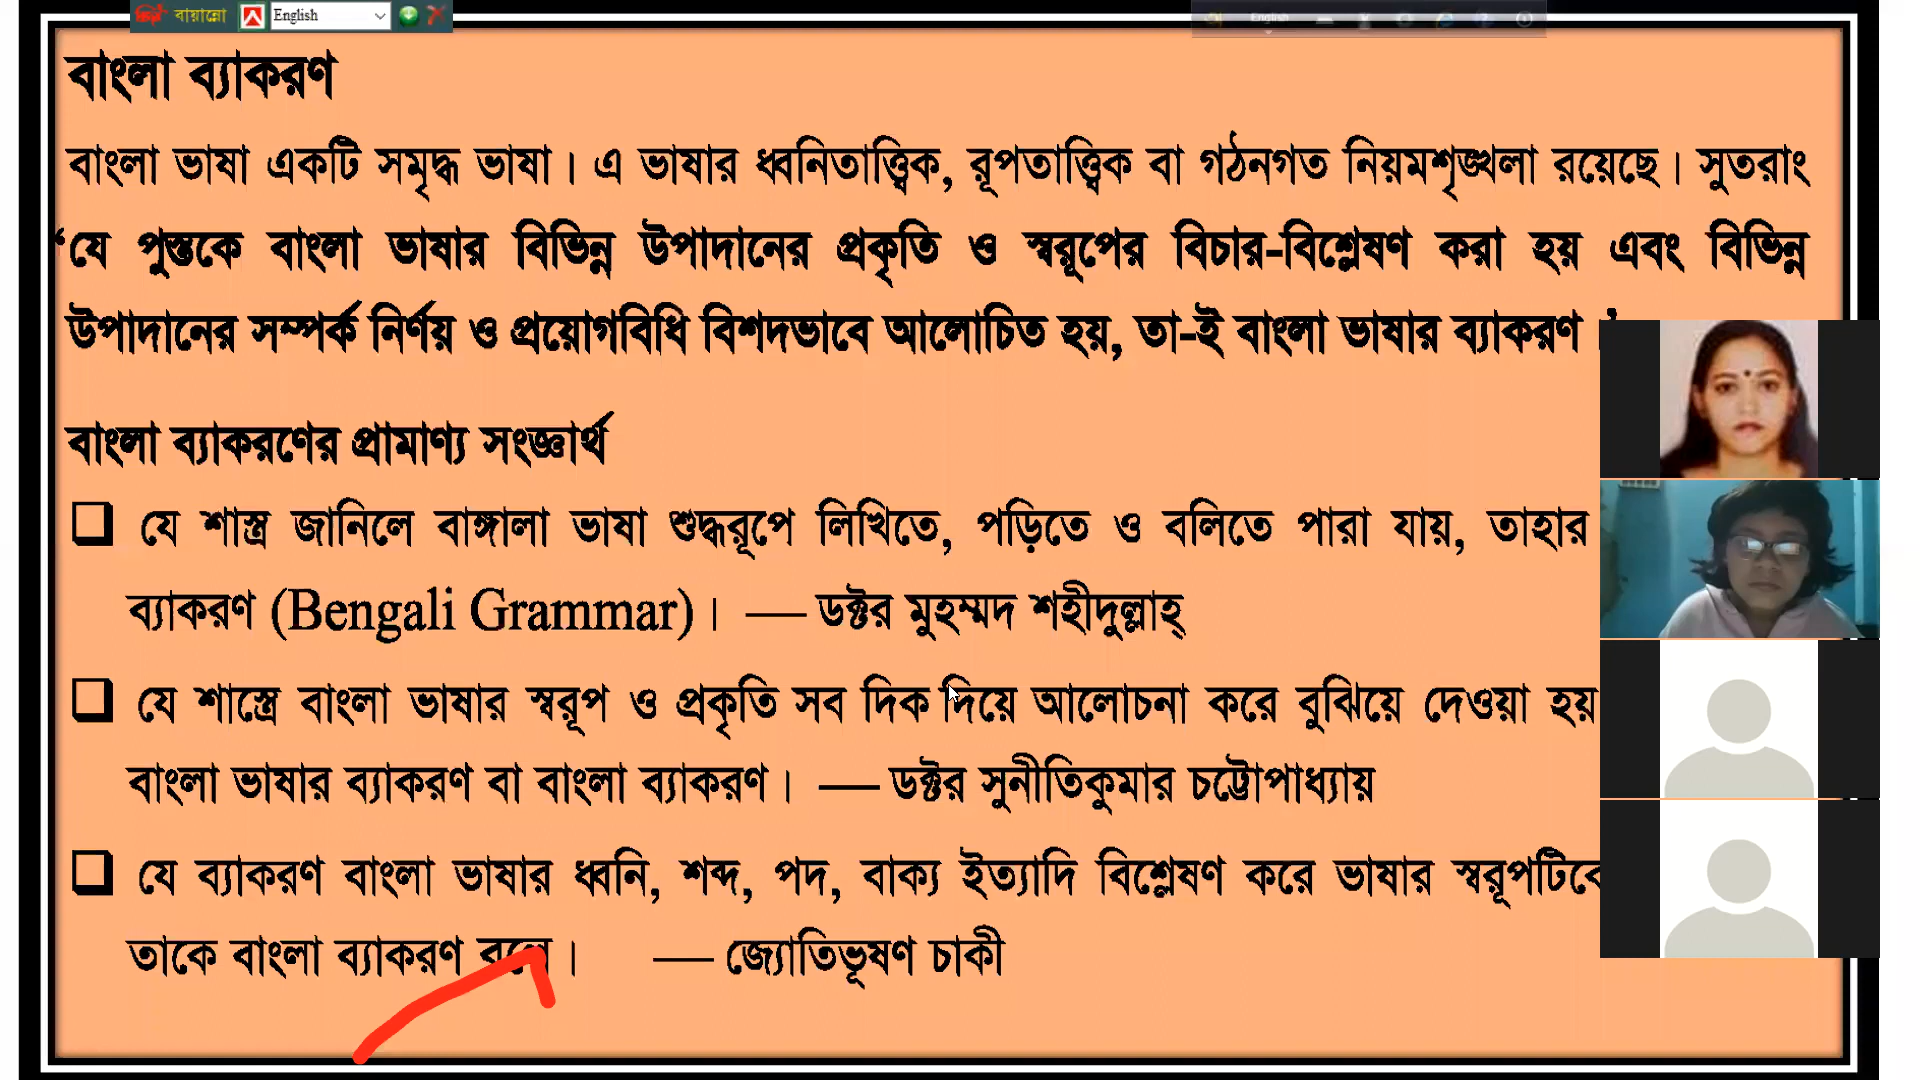 বায়ান্নো English
English
বাংলা ব্যাকরণ
বাংলা ভাষা একটি সমৃদ্ধ ভাষা। এ ভাষার ধ্বনিতাত্ত্বিক, রূপতাত্ত্বিক বা গঠনগত নিয়মশৃঙ্খলা রয়েছে। সুতরাং
‘যে পুস্তকে বাংলা ভাষার বিভিন্ন উপাদানের প্রকৃতি ও স্বরূপের বিচার-বিশ্লেষণ করা হয় এবং বিভিন্ন
উপাদানের সম্পর্ক নির্ণয় ও প্রয়োগবিধি বিশদভাবে আলোচিত হয়, তা-ই বাংলা ভাষার ব্যাকরণ।’
বাংলা ব্যাকরণের প্রামাণ্য সংজ্ঞার্থ
❑ যে শাস্ত্র জানিলে বাঙ্গালা ভাষা শুদ্ধরূপে লিখিতে, পড়িতে ও বলিতে পারা যায়, তাহার
ব্যাকরণ (Bengali Grammar)। — ডক্টর মুহম্মদ শহীদুল্লাহ্
❑ যে শাস্ত্রে বাংলা ভাষার স্বরূপ ও প্রকৃতি সব দিক দিয়ে আলোচনা করে বুঝিয়ে দেওয়া হয়
বাংলা ভাষার ব্যাকরণ বা বাংলা ব্যাকরণ। — ডক্টর সুনীতিকুমার চট্টোপাধ্যায়
❑ যে ব্যাকরণ বাংলা ভাষার ধ্বনি, শব্দ, পদ, বাক্য ইত্যাদি বিশ্লেষণ করে ভাষার স্বরূপটিকে
তাকে বাংলা ব্যাকরণ বলে। — জ্যোতিভূষণ চাকী